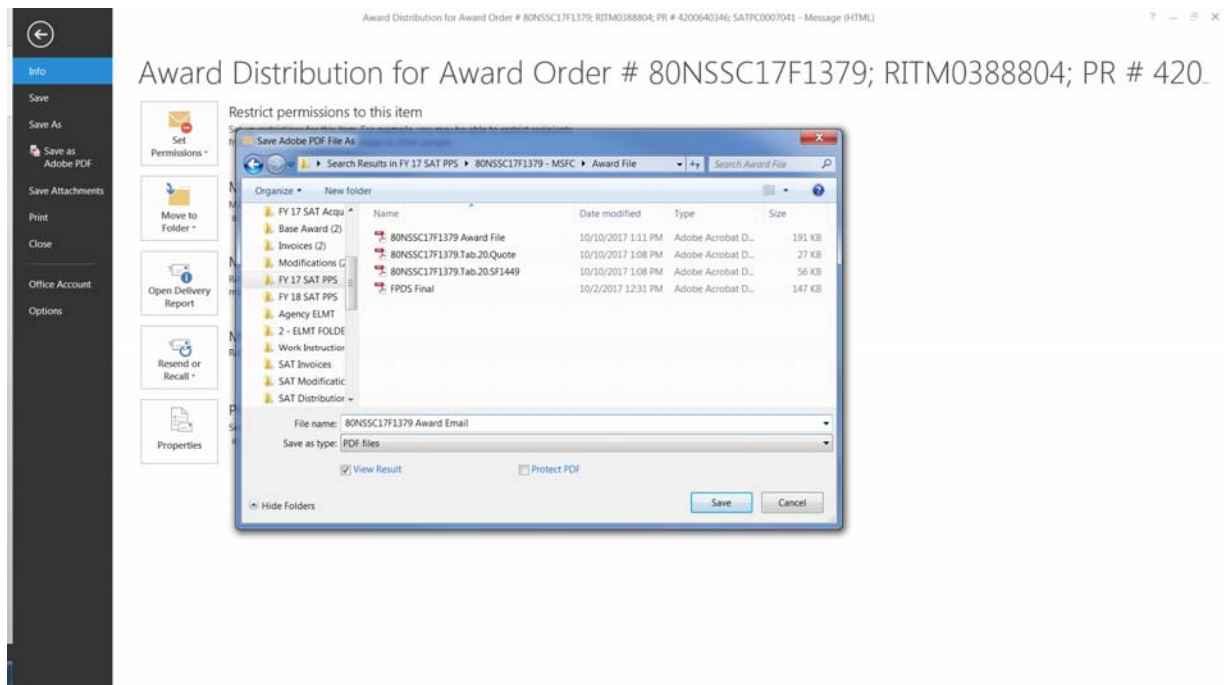 Award Distribution for Award Order # 80NSSC17F1379; RITM0388804; PR # 4200640346; SATPC0007041 - Message (HTML)
Info
Save
Save As
Save as
Adobe PDF
Save Attachments
Print
Close
Office Account
Options
Award Distribution for Award Order # 80NSSC17F1379; RITM0388804; PR # 420...
Set
Permissions
Restrict permissions to this item
Move to
Folder
Open Delivery
Report
Resend or
Recall
Properties
Save Adobe PDF File As
Search Results in FY 17 SAT PPS
80NSSC17F1379 - MSFC
Award File
Search Award File
Organize
New folder
FY 17 SAT Acqu
Base Award (2)
Invoices (2)
Modifications (2
FY 17 SAT PPS
FY 18 SAT PPS
Agency ELMT
2 - ELMT FOLDE
Work Instruction
SAT Invoices
SAT Modificatic
SAT Distribution
Name Date modified Type Size
80NSSC17F1379 Award File 10/10/2017 1:11 PM Adobe Acrobat D... 191 KB
80NSSC17F1379.Tab.20.Quote 10/10/2017 1:08 PM Adobe Acrobat D... 27 KB
80NSSC17F1379.Tab.20.SF1449 10/10/2017 1:08 PM Adobe Acrobat D... 56 KB
FPDS Final 10/2/2017 12:31 PM Adobe Acrobat D... 147 KB
File name: 80NSSC17F1379 Award Email
Save as type: PDF files
View Result
Protect PDF
Hide Folders
Save
Cancel